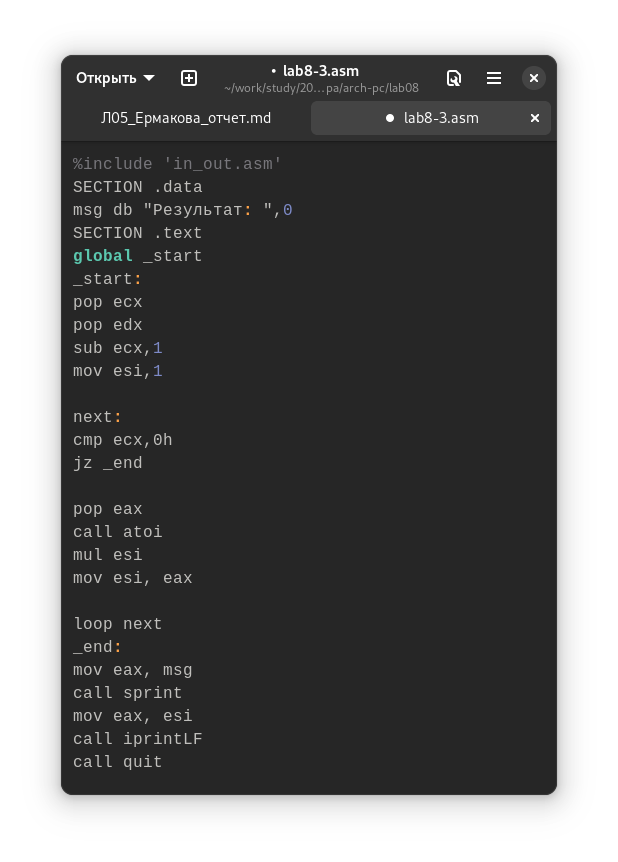 Открыть
• lab8-3.asm
~/work/study/20…pa/arch-pc/lab08
Л05_Ермакова_отчет.md
● lab8-3.asm
%include 'in_out.asm'
SECTION .data
msg db "Результат: ",0
SECTION .text
global _start
_start:
pop ecx
pop edx
sub ecx,1
mov esi,1

next:
cmp ecx,0h
jz _end

pop eax
call atoi
mul esi
mov esi, eax

loop next
_end:
mov eax, msg
call sprint
mov eax, esi
call iprintLF
call quit